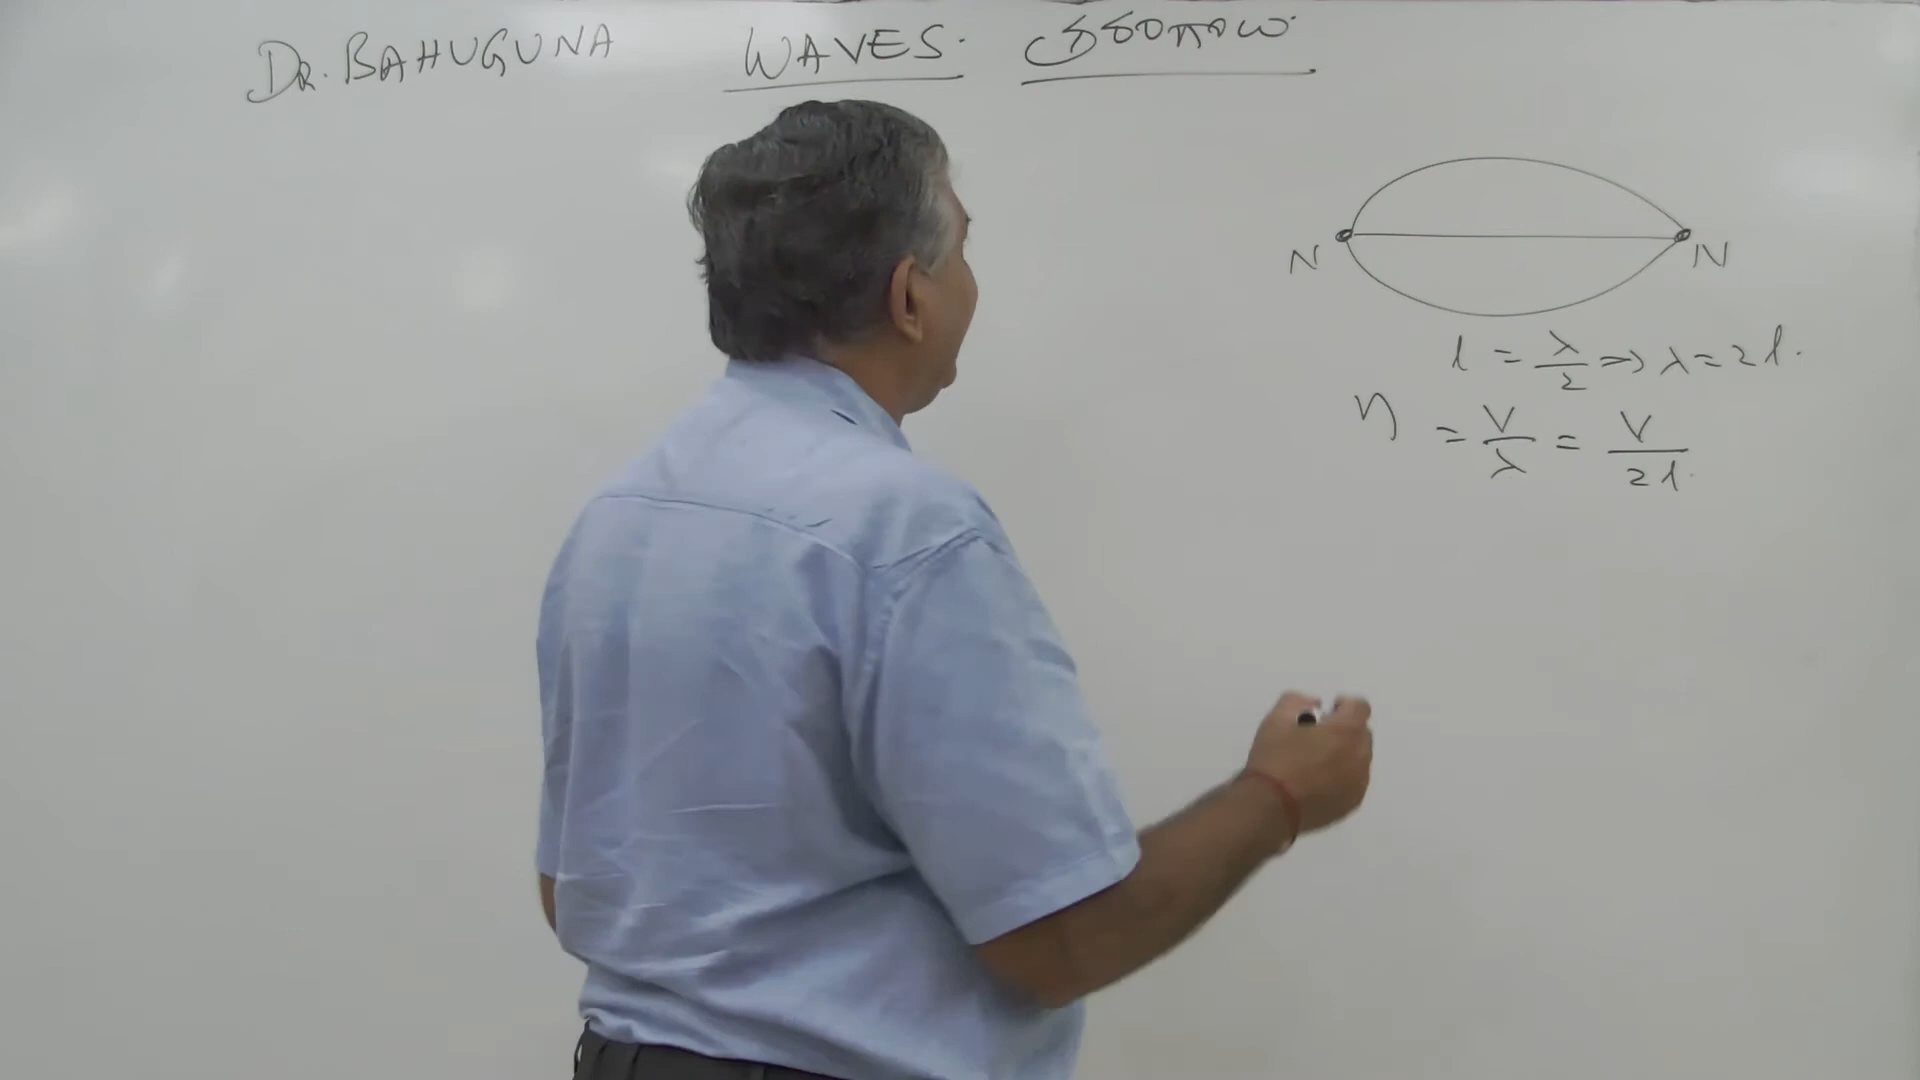 DR. BAHUGUNA WAVES.
N N
l = λ/2 ⇒ λ = 2l.
η = V/λ = V/2l.